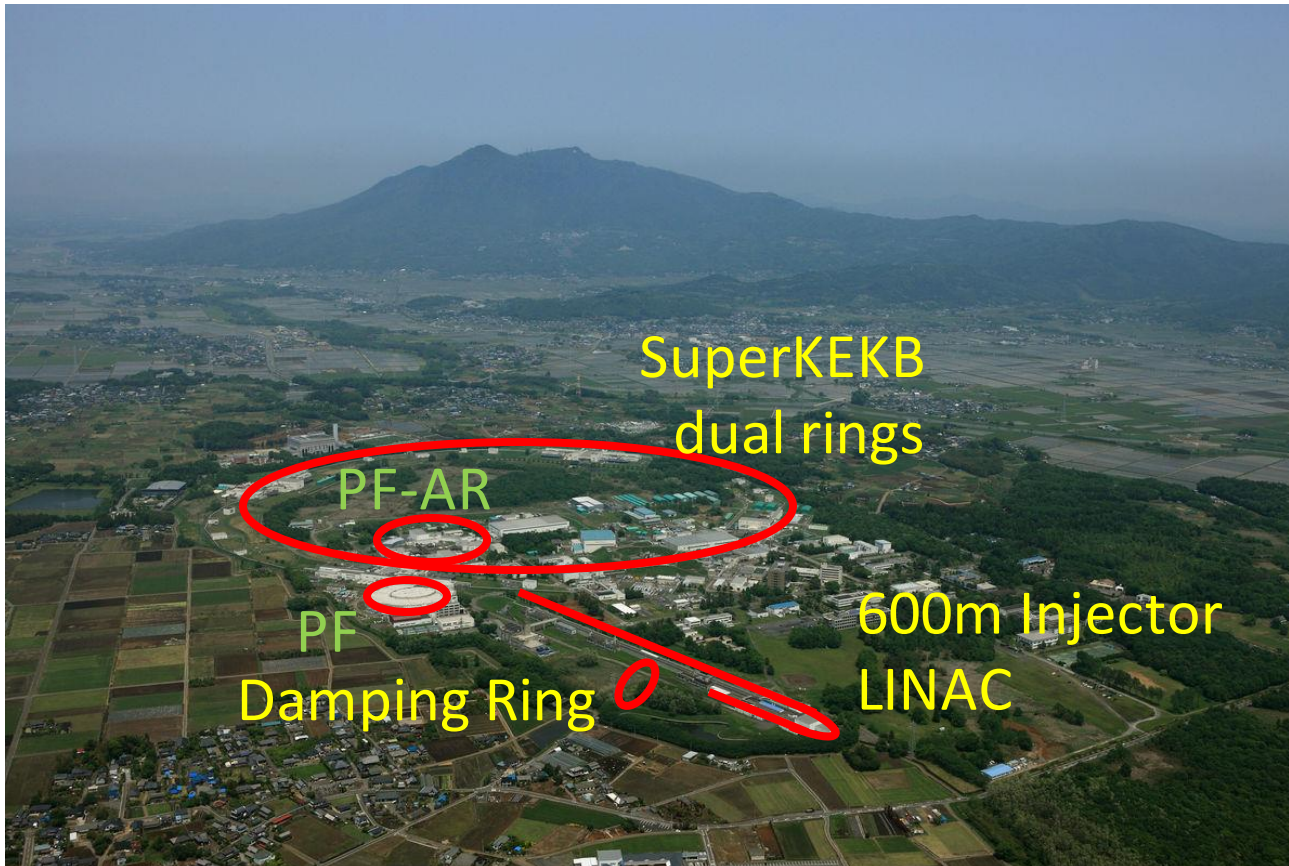 SuperKEKB
dual rings
PF-AR
PF
600m Injector
LINAC
Damping Ring